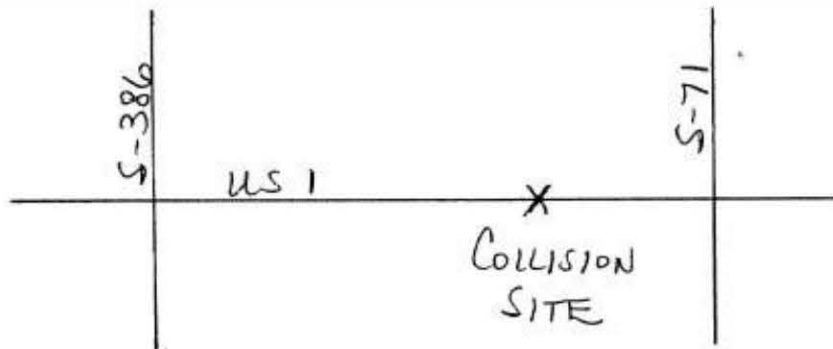 S-386
S-71
US 1
X
COLLISION
SITE